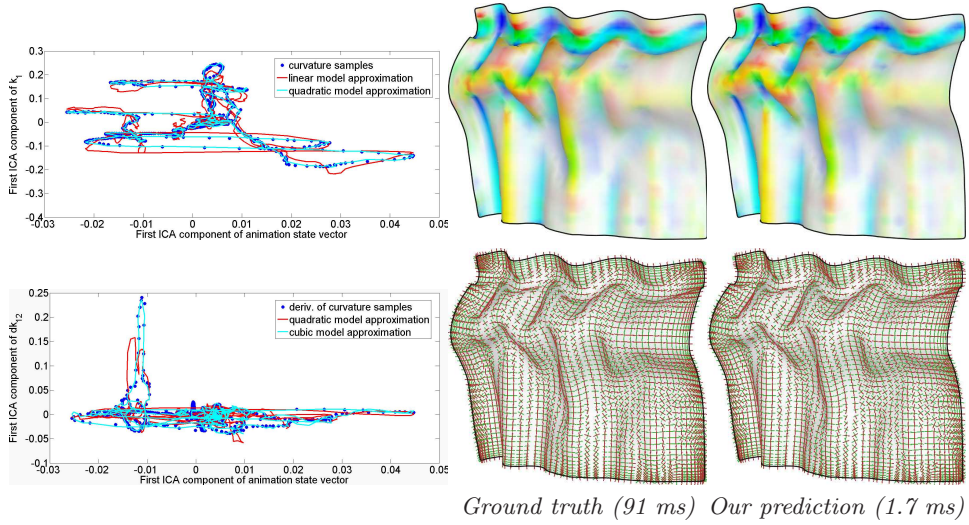 0.3
0.2
0.1
0
-0.1
-0.2
-0.3
-0.4
First ICA component of k1
curvature samples
linear model approximation
quadratic model approximation
-0.03 -0.02 -0.01 0 0.01 0.02 0.03 0.04 0.05
First ICA component of animation state vector
0.25
0.2
0.15
0.1
0.05
0
-0.05
-0.1
First ICA component of dk12
deriv. of curvature samples
quadratic model approximation
cubic model approximation
-0.03 -0.02 -0.01 0 0.01 0.02 0.03 0.04 0.05
First ICA component of animation state vector
Ground truth (91 ms) Our prediction (1.7 ms)